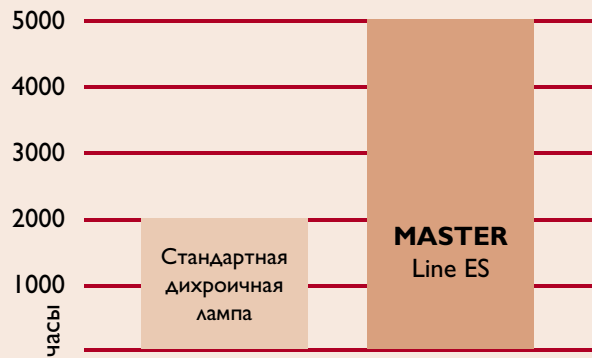 5000
4000
3000
2000
1000
часы
Стандартная
дихроичная
лампа
MASTER
Line ES